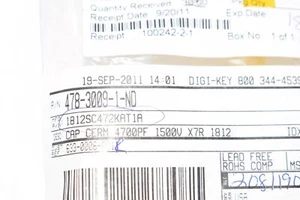 Quantity Received
Pkg Qty
Receipt Date 9/20/11
Exp Date
Receipt: 100242-2-1
Box No 1 of 1
19-SEP-2011 14:01 DIGI-KEY 800 344-4539
P/N: 478-3009-1-ND
1812SC472KAT1A
CAP CERM 4700PF 1500V X7R 1812
LEAD FREE
ROHS COMP